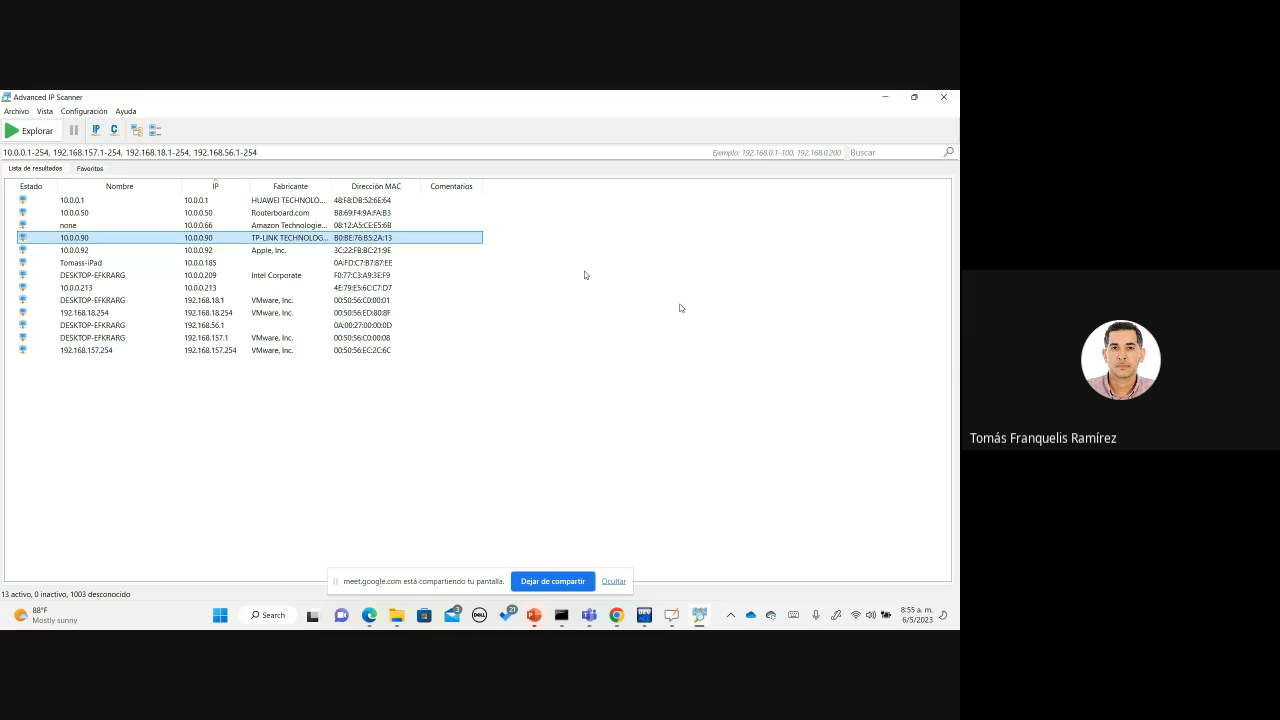 Advanced IP Scanner
Archivo Vista Configuración Ayuda
Explorar IP C
10.0.0.1-254, 192.168.157.1-254, 192.168.18.1-254, 192.168.56.1-254 Ejemplo: 192.168.0.1-100, 192.168.0.200 Buscar
Lista de resultados Favoritos
Estado Nombre IP Fabricante Dirección MAC Comentarios
10.0.0.1 10.0.0.1 HUAWEI TECHNOLO... 48:F8:DB:52:6E:64
10.0.0.50 10.0.0.50 Routerboard.com B8:69:F4:9A:FA:B3
none 10.0.0.66 Amazon Technologie... 08:12:A5:CE:E5:6B
10.0.0.90 10.0.0.90 TP-LINK TECHNOLOG... B0:BE:76:B5:2A:13
10.0.0.92 10.0.0.92 Apple, Inc. 3C:22:FB:BC:21:9E
Tomass-iPad 10.0.0.185 0A:FD:C7:B7:87:EE
DESKTOP-EFKRARG 10.0.0.209 Intel Corporate F0:77:C3:A9:3E:F9
10.0.0.213 10.0.0.213 4E:79:E5:6C:C7:D7
DESKTOP-EFKRARG 192.168.18.1 VMware, Inc. 00:50:56:C0:00:01
192.168.18.254 192.168.18.254 VMware, Inc. 00:50:56:ED:80:8F
DESKTOP-EFKRARG 192.168.56.1 0A:00:27:00:00:0D
DESKTOP-EFKRARG 192.168.157.1 VMware, Inc. 00:50:56:C0:00:08
192.168.157.254 192.168.157.254 VMware, Inc. 00:50:56:EC:2C:6C
meet.google.com está compartiendo tu pantalla. Dejar de compartir Ocultar
13 activo, 0 inactivo, 1003 desconocido
88°F
Mostly sunny
Search
3
DELL
21
8:55 a. m.
6/5/2023
Tomás Franquelis Ramírez